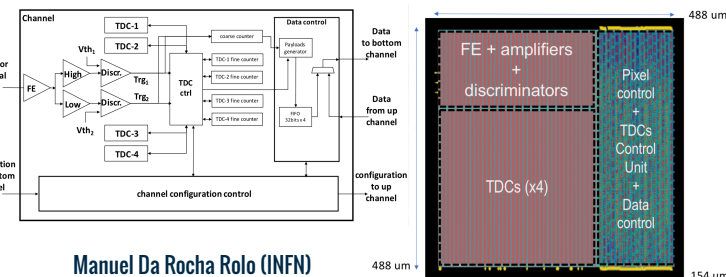 Channel
TDC-1
TDC-2
TDC-3
TDC-4
Vth1
Vth2
FE
High
Low
Discr.
Discr.
Trg1
Trg2
TDC
ctrl
coarse counter
TDC-1 fine counter
TDC-2 fine counter
TDC-3 fine counter
TDC-4 fine counter
Data control
Payloads
generator
FIFO
32bits x 4
channel configuration control
Data
to bottom
channel
Data
from up
channel
configuration
to up
channel
Manuel Da Rocha Rolo (INFN)
488 um
FE + amplifiers
+
discriminators
TDCs (x4)
Pixel
control
+
TDCs
Control
Unit
+
Data
control
488 um
154 um